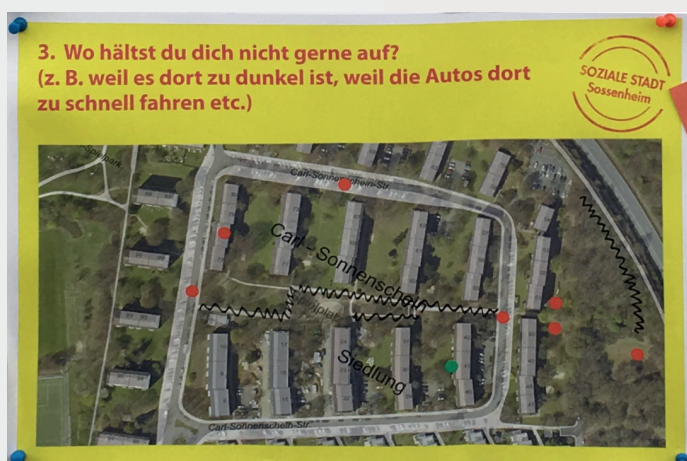 3. Wo hältst du dich nicht gerne auf?
(z. B. weil es dort zu dunkel ist, weil die Autos dort
zu schnell fahren etc.)
SOZIALE STADT
Sossenheim
Carl-Sonnenschein-Str.
Carl - Sonnenschein
Siedlung
Carl-Sonnenschein-Str.